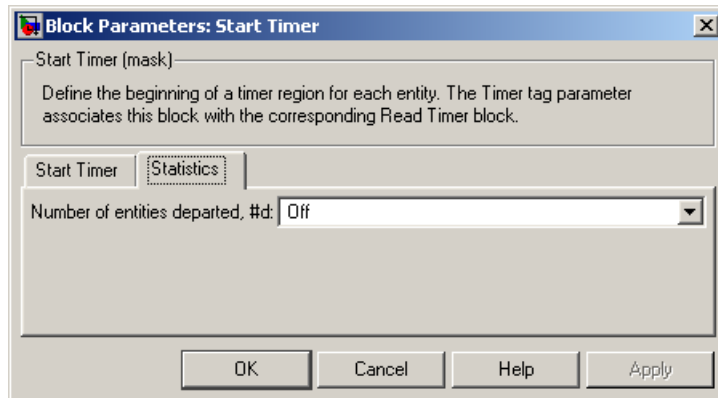 Block Parameters: Start Timer
Start Timer (mask)
Define the beginning of a timer region for each entity. The Timer tag parameter
associates this block with the corresponding Read Timer block.
Start Timer Statistics
Number of entities departed, #d: Off
OK Cancel Help Apply